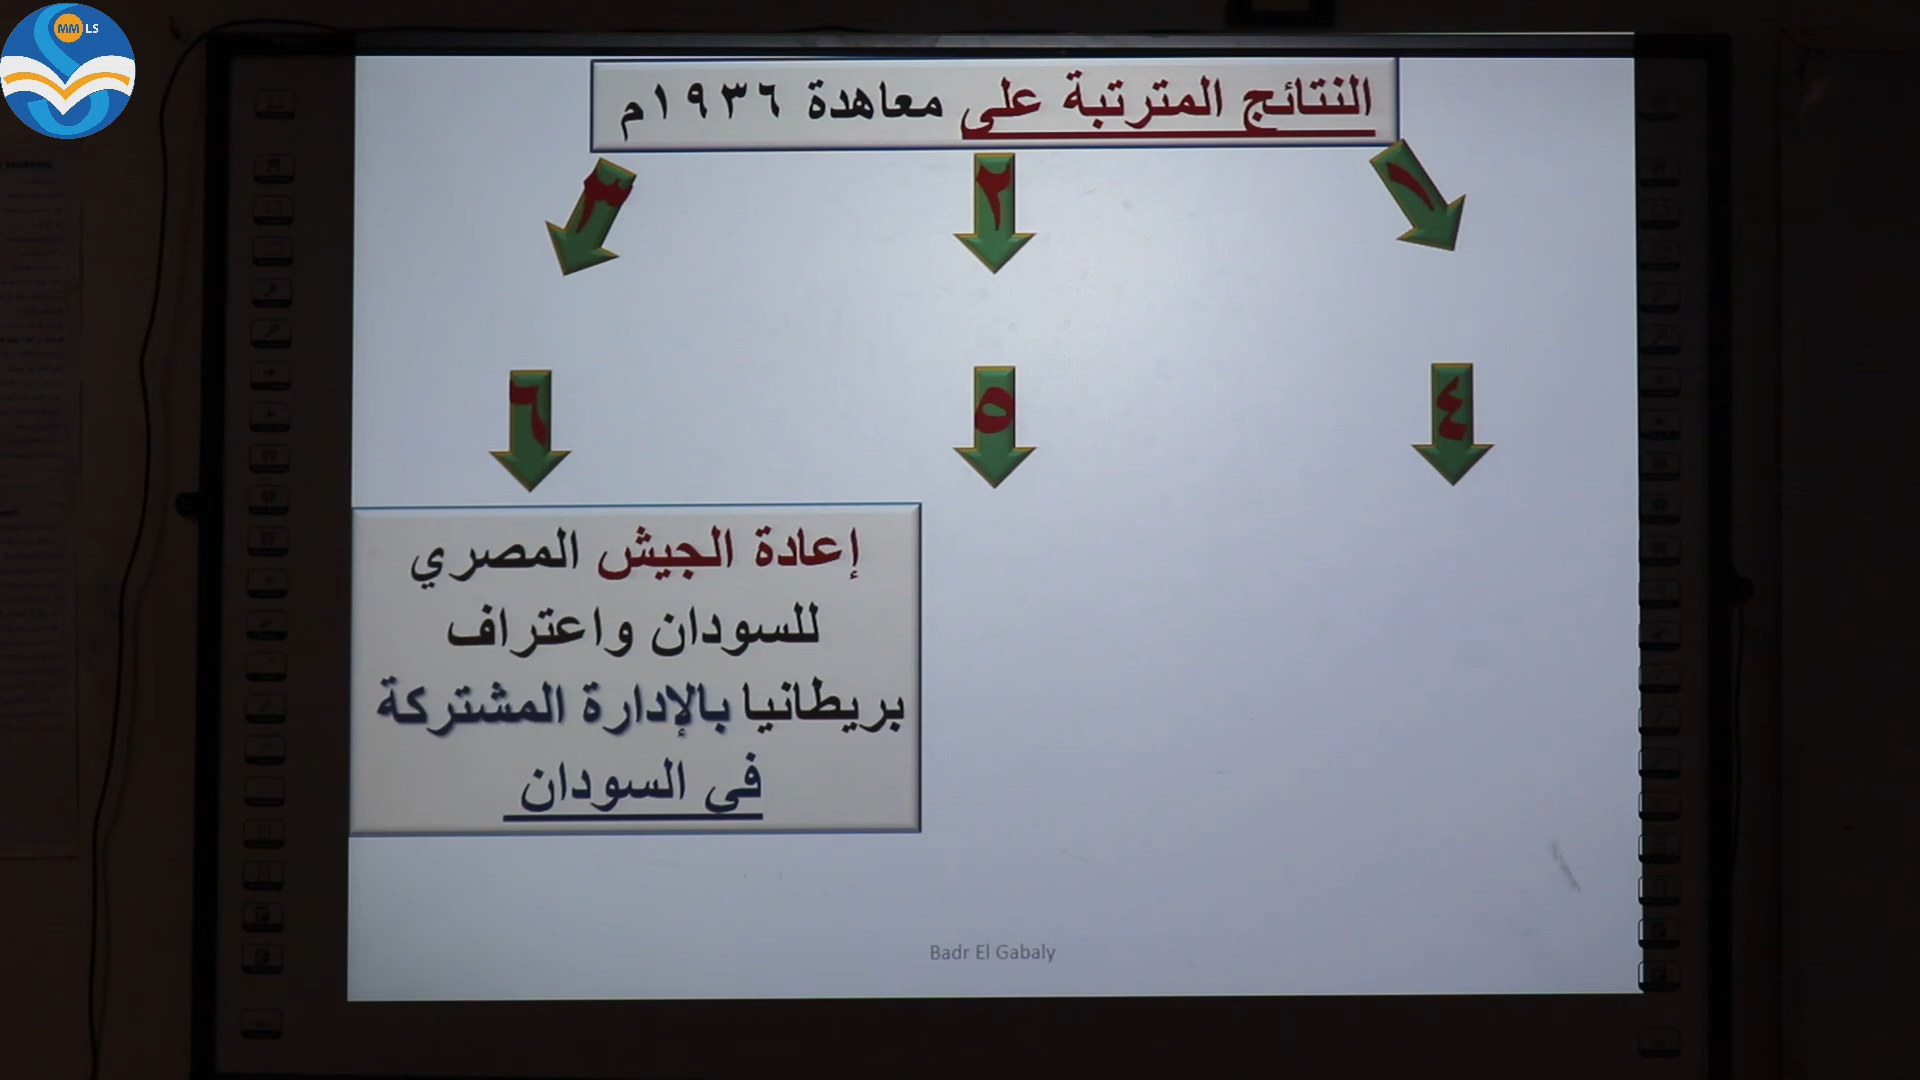 MM LS
النتائج المترتبة على معاهدة ١٩٣٦م
١
٢
٣
٤
٥
٦
إعادة الجيش المصري
للسودان واعتراف
بريطانيا بالإدارة المشتركة
في السودان
Badr El Gabaly